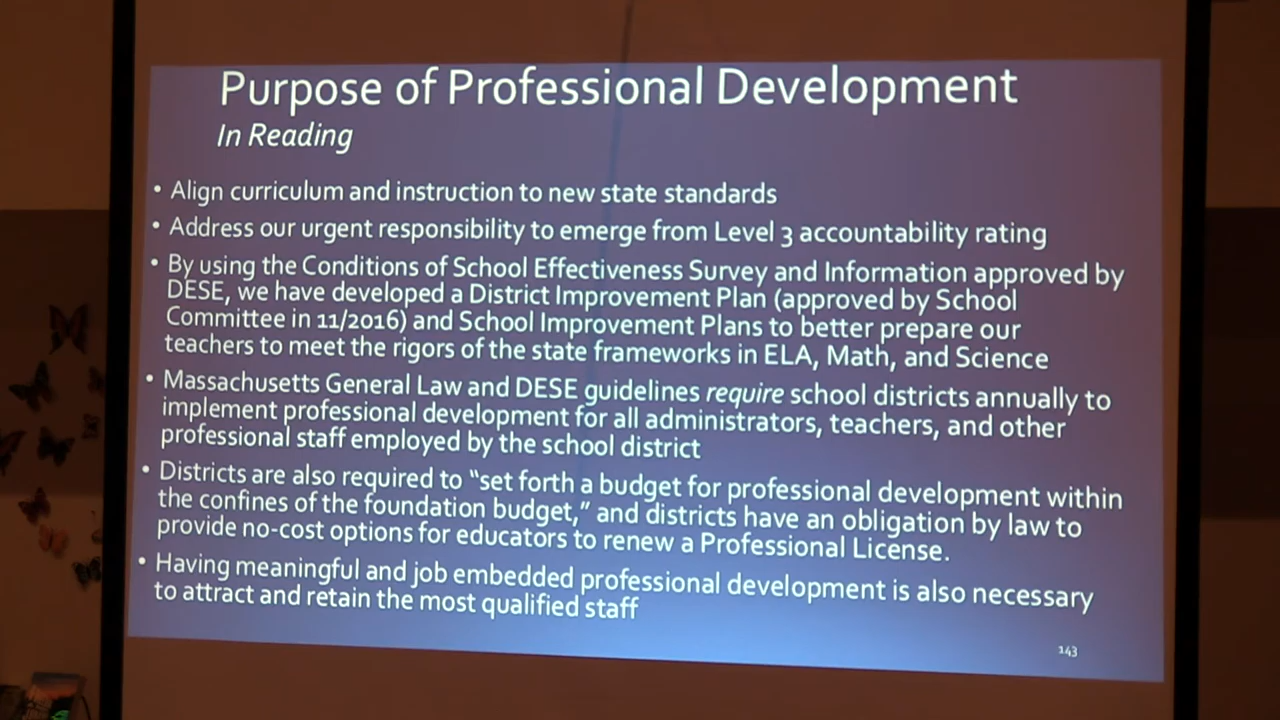 Purpose of Professional Development
In Reading
• Align curriculum and instruction to new state standards
• Address our urgent responsibility to emerge from Level 3 accountability rating
• By using the Conditions of School Effectiveness Survey and Information approved by
DESE, we have developed a District Improvement Plan (approved by School
Committee in 11/2016) and School Improvement Plans to better prepare our
teachers to meet the rigors of the state frameworks in ELA, Math, and Science
• Massachusetts General Law and DESE guidelines require school districts annually to
implement professional development for all administrators, teachers, and other
professional staff employed by the school district
• Districts are also required to “set forth a budget for professional development within
the confines of the foundation budget,” and districts have an obligation by law to
provide no-cost options for educators to renew a Professional License.
• Having meaningful and job embedded professional development is also necessary
to attract and retain the most qualified staff
143